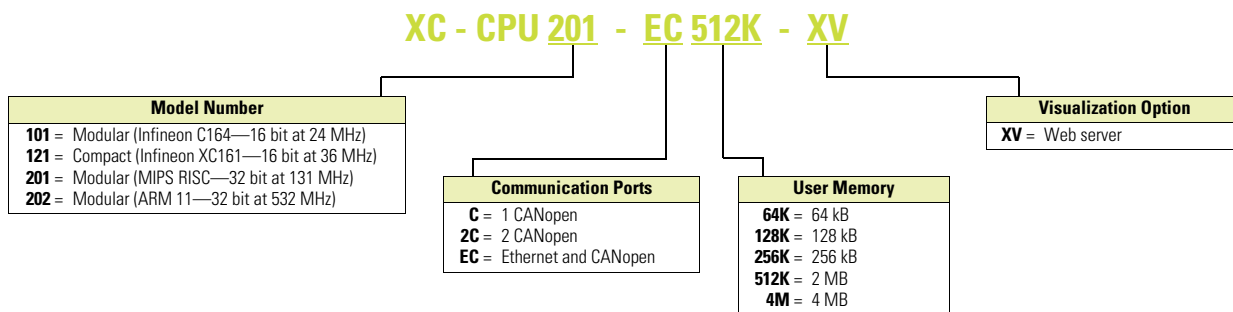 XC - CPU 201 - EC 512K - XV
Model Number
101 = Modular (Infineon C164—16 bit at 24 MHz)
121 = Compact (Infineon XC161—16 bit at 36 MHz)
201 = Modular (MIPS RISC—32 bit at 131 MHz)
202 = Modular (ARM 11—32 bit at 532 MHz)
Communication Ports
C = 1 CANopen
2C = 2 CANopen
EC = Ethernet and CANopen
User Memory
64K = 64 kB
128K = 128 kB
256K = 256 kB
512K = 2 MB
4M = 4 MB
Visualization Option
XV = Web server